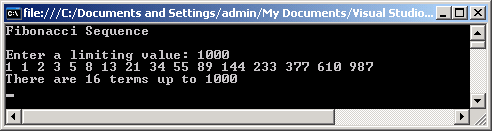 file:///C:/Documents and Settings/admin/My Documents/Visual Studio...
Fibonacci Sequence
Enter a limiting value: 1000
1 1 2 3 5 8 13 21 34 55 89 144 233 377 610 987
There are 16 terms up to 1000